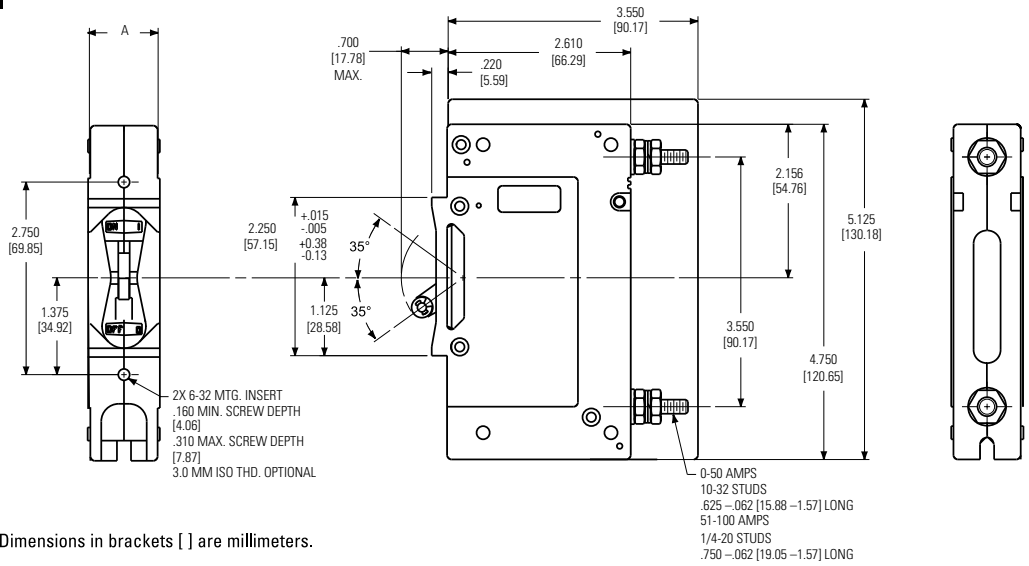 A
2.750
[69.85]
1.375
[34.92]
ON I
OFF O
2X 6-32 MTG. INSERT
.160 MIN. SCREW DEPTH
[4.06]
.310 MAX. SCREW DEPTH
[7.87]
3.0 MM ISO THD. OPTIONAL
3.550
[90.17]
.700
[17.78]
MAX.
2.610
[66.29]
.220
[5.59]
2.250
[57.15]
+.015
-.005
+0.38
-0.13
35°
35°
1.125
[28.58]
2.156
[54.76]
5.125
[130.18]
3.550
[90.17]
4.750
[120.65]
0-50 AMPS
10-32 STUDS
.625 –.062 [15.88 –1.57] LONG
51-100 AMPS
1/4-20 STUDS
.750 –.062 [19.05 –1.57] LONG
Dimensions in brackets [ ] are millimeters.